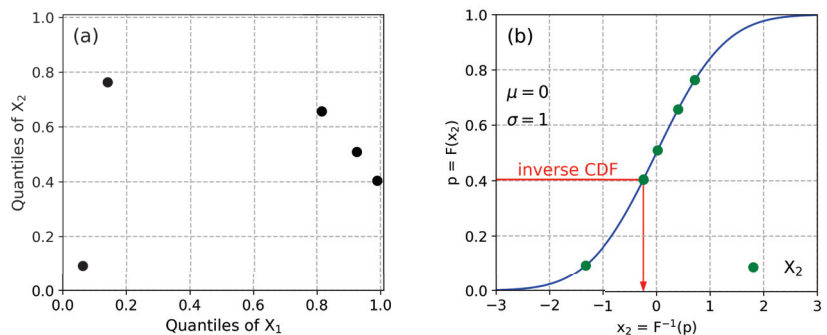 (a)
1.0
0.8
0.6
0.4
0.2
0.0
Quantiles of X₂
0.0 0.2 0.4 0.6 0.8 1.0
Quantiles of X₁
(b)
μ = 0
σ = 1
inverse CDF
X₂
1.0
0.8
0.6
0.4
0.2
0.0
p = F(x₂)
−3 −2 −1 0 1 2 3
x₂ = F⁻¹(p)